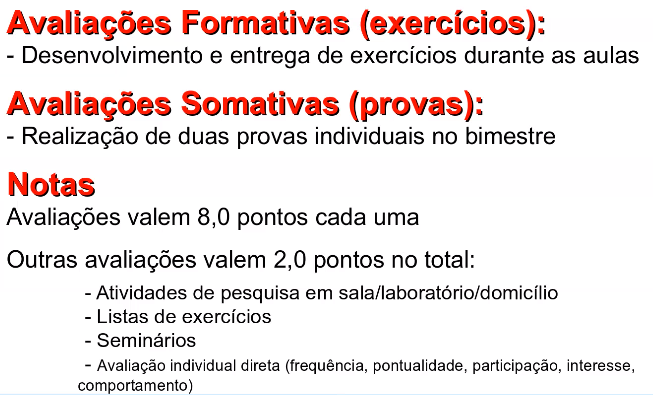 Avaliações Formativas (exercícios):
- Desenvolvimento e entrega de exercícios durante as aulas
Avaliações Somativas (provas):
- Realização de duas provas individuais no bimestre
Notas
Avaliações valem 8,0 pontos cada uma
Outras avaliações valem 2,0 pontos no total:
- Atividades de pesquisa em sala/laboratório/domicílio
- Listas de exercícios
- Seminários
- Avaliação individual direta (frequência, pontualidade, participação, interesse,
comportamento)